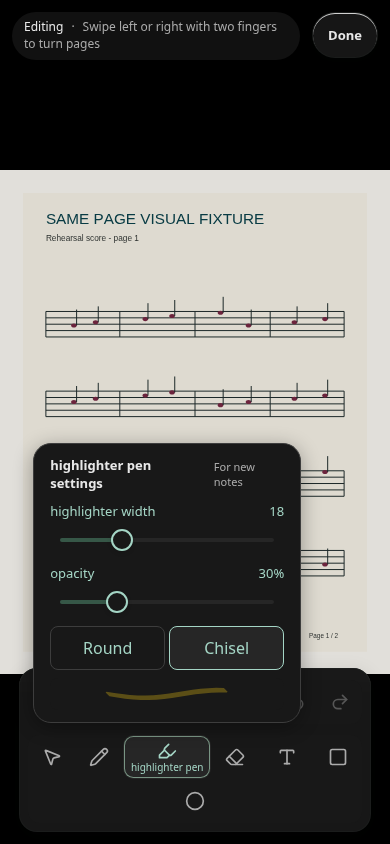 Editing · Swipe left or right with two fingers
to turn pages
Done
SAME PAGE VISUAL FIXTURE
Rehearsal score - page 1
highlighter pen
settings
For new
notes
highlighter width 18
opacity 30%
Round Chisel
Page 1 / 2
highlighter pen
T